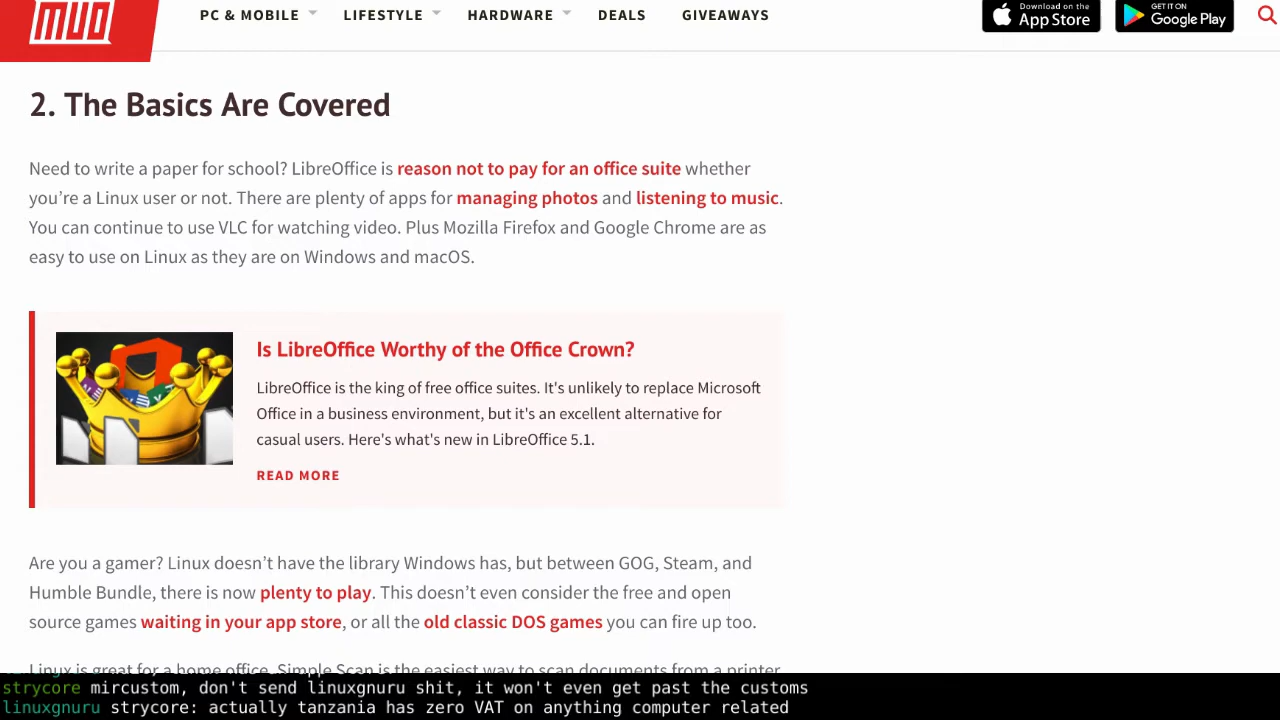 MUO
PC & MOBILE LIFESTYLE HARDWARE DEALS GIVEAWAYS
Download on the
App Store
GET IT ON
Google Play
2. The Basics Are Covered
Need to write a paper for school? LibreOffice is reason not to pay for an office suite whether
you’re a Linux user or not. There are plenty of apps for managing photos and listening to music.
You can continue to use VLC for watching video. Plus Mozilla Firefox and Google Chrome are as
easy to use on Linux as they are on Windows and macOS.
Is LibreOffice Worthy of the Office Crown?
LibreOffice is the king of free office suites. It's unlikely to replace Microsoft
Office in a business environment, but it's an excellent alternative for
casual users. Here's what's new in LibreOffice 5.1.
READ MORE
Are you a gamer? Linux doesn’t have the library Windows has, but between GOG, Steam, and
Humble Bundle, there is now plenty to play. This doesn’t even consider the free and open
source games waiting in your app store, or all the old classic DOS games you can fire up too.
Linux is great for a home office. Simple Scan is the easiest way to scan documents from a printer
strycore mircustom, don't send linuxgnuru shit, it won't even get past the customs
linuxgnuru strycore: actually tanzania has zero VAT on anything computer related